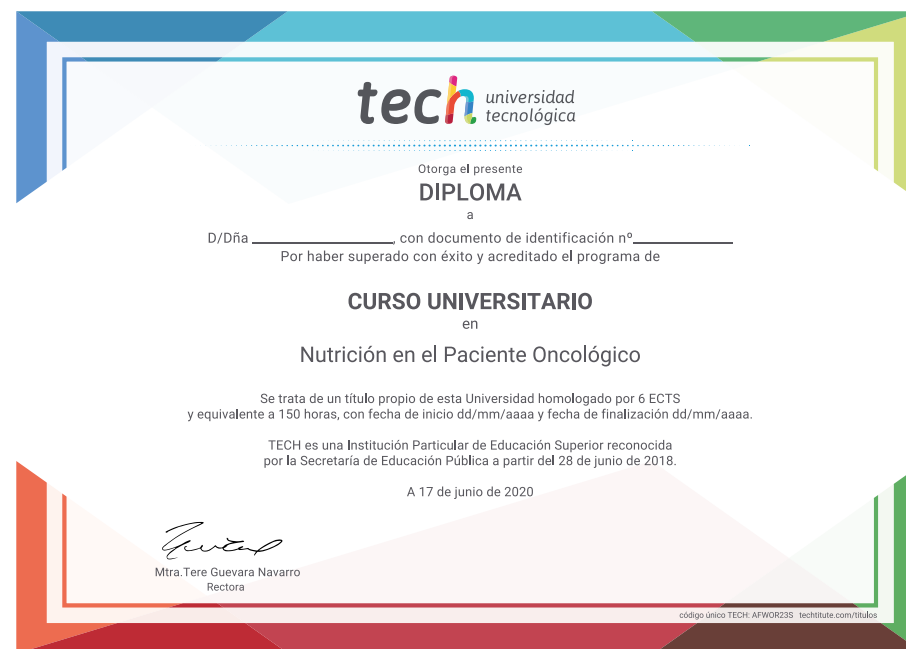 tech universidad
tecnológica
Otorga el presente
DIPLOMA
a
D/Dña ____________________, con documento de identificación nº______________
Por haber superado con éxito y acreditado el programa de
CURSO UNIVERSITARIO
en
Nutrición en el Paciente Oncológico
Se trata de un título propio de esta Universidad homologado por 6 ECTS
y equivalente a 150 horas, con fecha de inicio dd/mm/aaaa y fecha de finalización dd/mm/aaaa.
TECH es una Institución Particular de Educación Superior reconocida
por la Secretaría de Educación Pública a partir del 28 de junio de 2018.
A 17 de junio de 2020
Mtra.Tere Guevara Navarro
Rectora
código único TECH: AFWOR23S techtitute.com/titulos